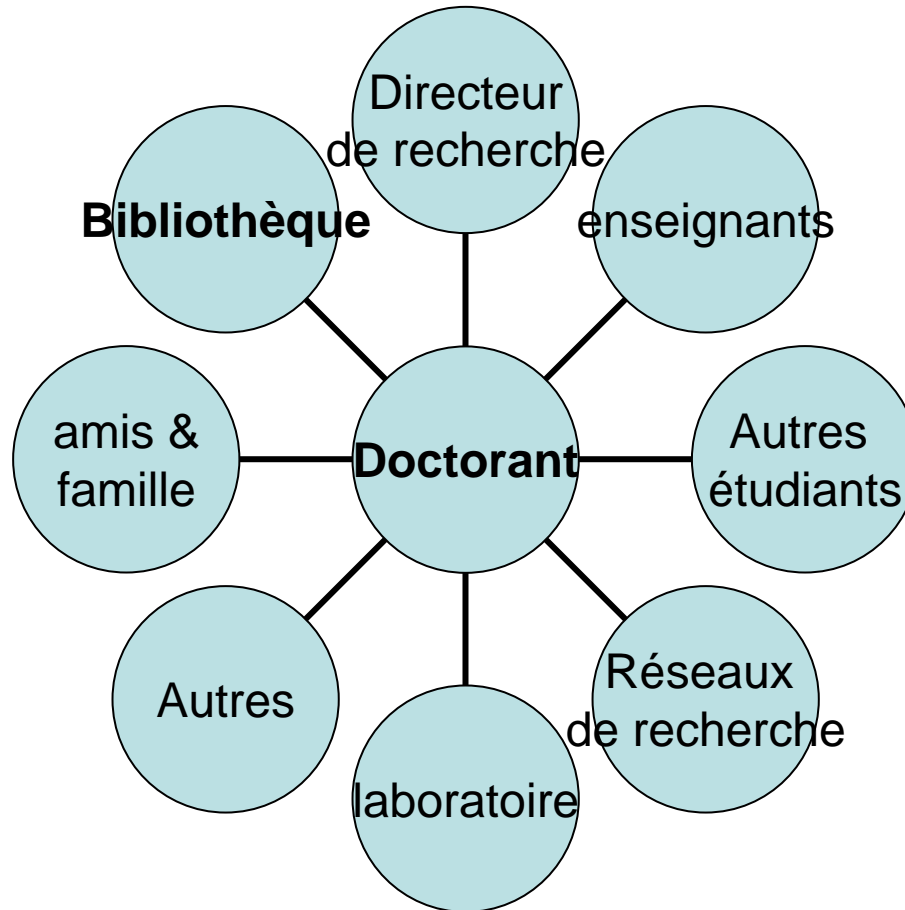 Directeur
de recherche
Bibliothèque
enseignants
amis &
famille
Doctorant
Autres
étudiants
Autres
Réseaux
de recherche
laboratoire